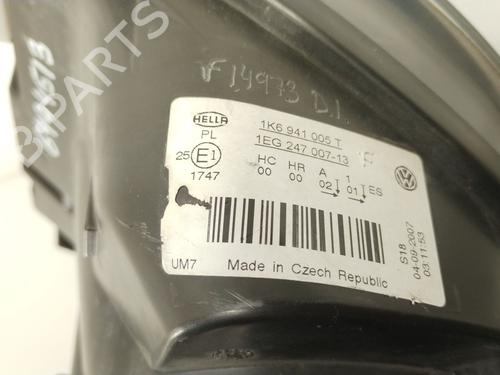 F14973 D.I
HELLA
PL
1K6 941 005 T
1EG 247 007-13
25 E1
1747
HC HR A 1 ES
00 00 02 01
UM7 Made in Czech Republic
S18
04-09-2007
03:11:53